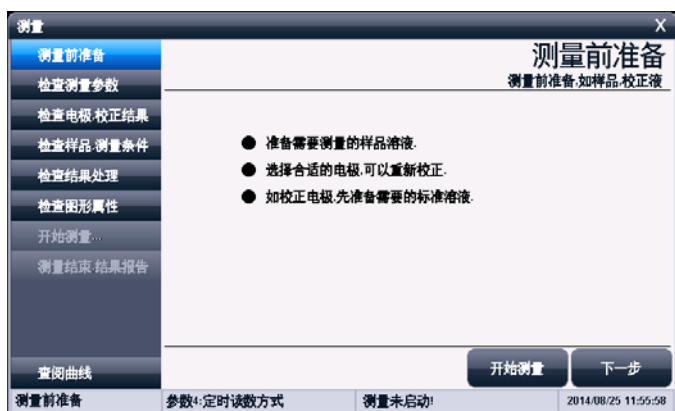 测量 X
测量前准备
检查测量参数
检查电极.校正结果
检查样品.测量条件
检查结果处理
检查图形属性
开始测量...
测量结束.结果报告
查阅曲线
测量前准备
测量前准备.如样品.校正液
● 准备需要测量的样品溶液.
● 选择合适的电极.可以重新校正.
● 如校正电极.先准备需要的标准溶液.
开始测量 下一步
测量前准备 参数4:定时读数方式 测量未启动! 2014/08/25 11:55:58